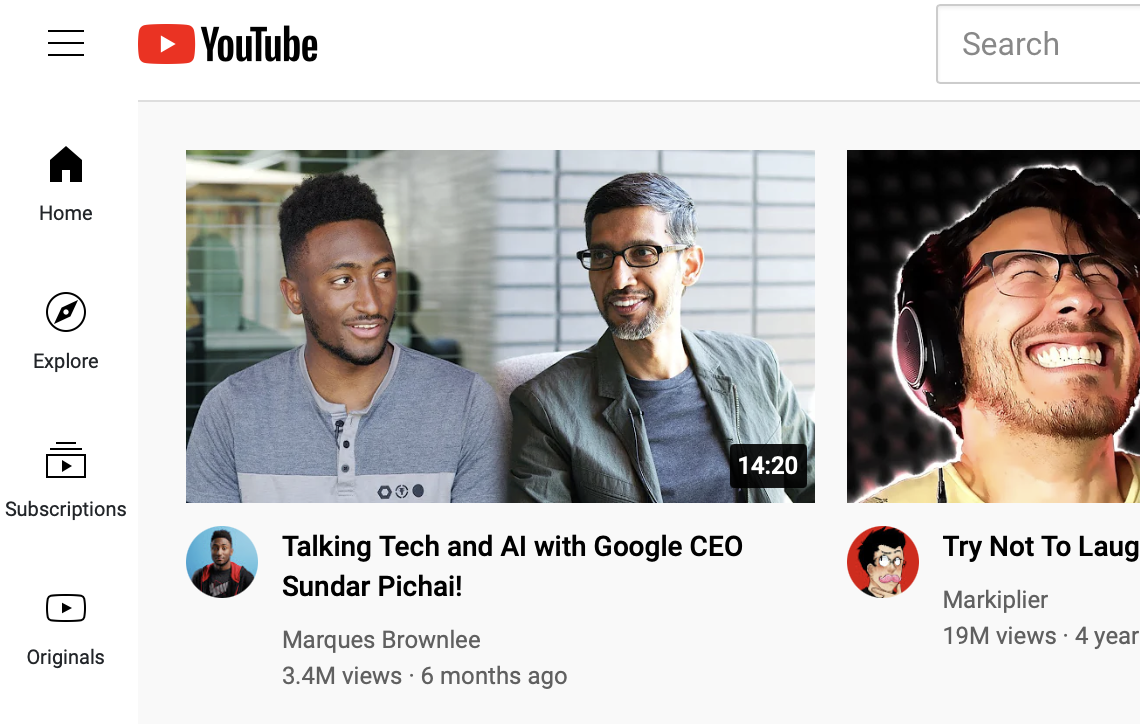 YouTube
Search
Home
Explore
Subscriptions
Originals
14:20
Talking Tech and AI with Google CEO
Sundar Pichai!
Marques Brownlee
3.4M views · 6 months ago
Try Not To Laug
Markiplier
19M views · 4 year